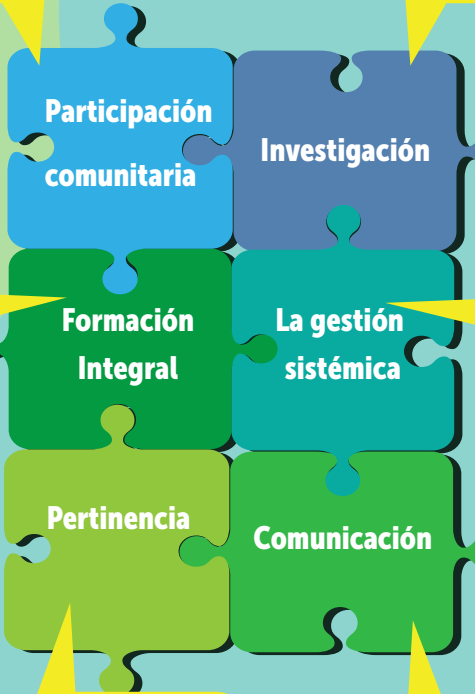 Participación
comunitaria
Investigación
Formación
Integral
La gestión
sistémica
Pertinencia
Comunicación